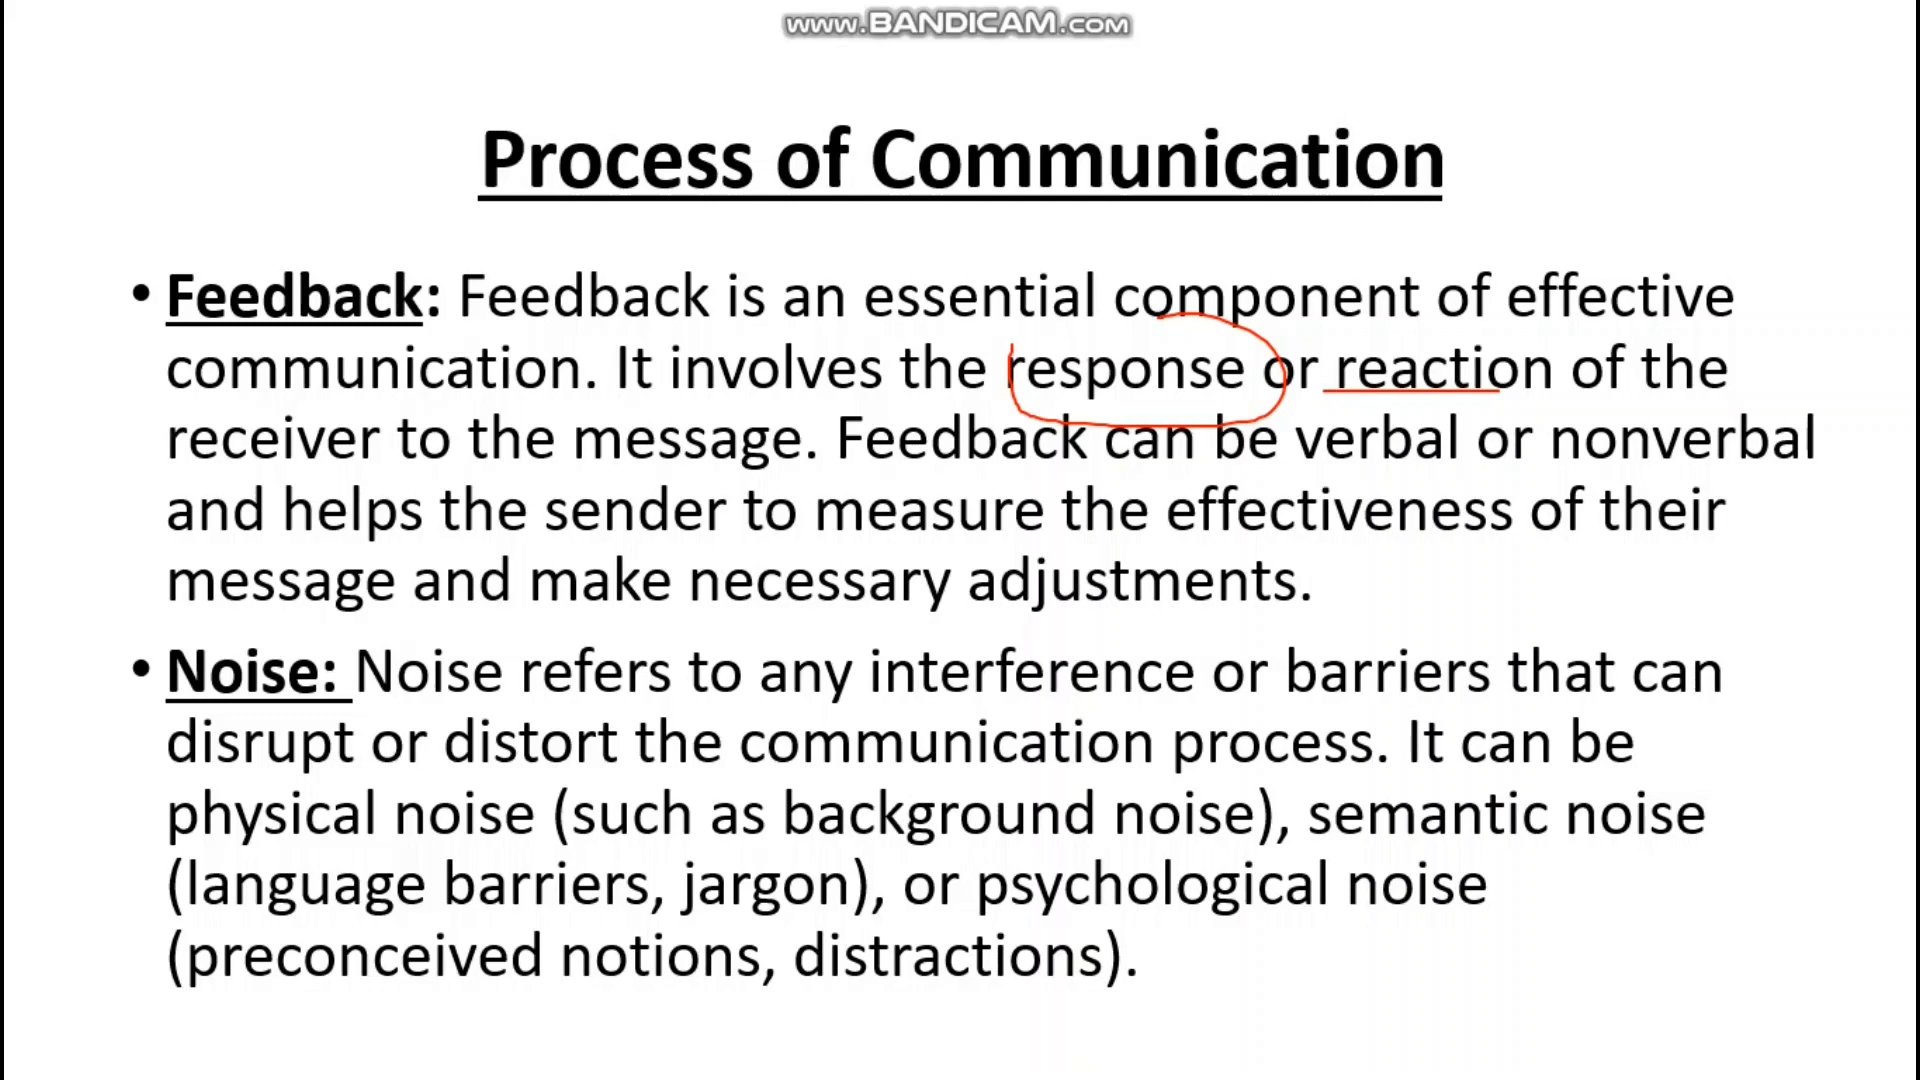 www.BANDICAM.com
Process of Communication
• Feedback: Feedback is an essential component of effective
communication. It involves the response or reaction of the
receiver to the message. Feedback can be verbal or nonverbal
and helps the sender to measure the effectiveness of their
message and make necessary adjustments.
• Noise: Noise refers to any interference or barriers that can
disrupt or distort the communication process. It can be
physical noise (such as background noise), semantic noise
(language barriers, jargon), or psychological noise
(preconceived notions, distractions).